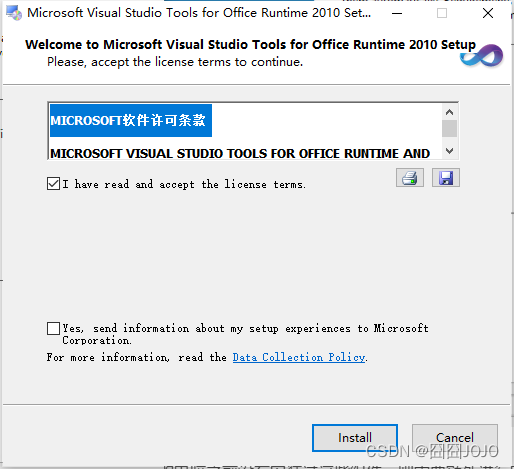 Microsoft Visual Studio Tools for Office Runtime 2010 Set...
Welcome to Microsoft Visual Studio Tools for Office Runtime 2010 Setup
Please, accept the license terms to continue.
MICROSOFT软件许可条款
MICROSOFT VISUAL STUDIO TOOLS FOR OFFICE RUNTIME AND
I have read and accept the license terms.
Yes, send information about my setup experiences to Microsoft
Corporation.
For more information, read the Data Collection Policy.
Install
Cancel
CSDN @囧囧JOJO